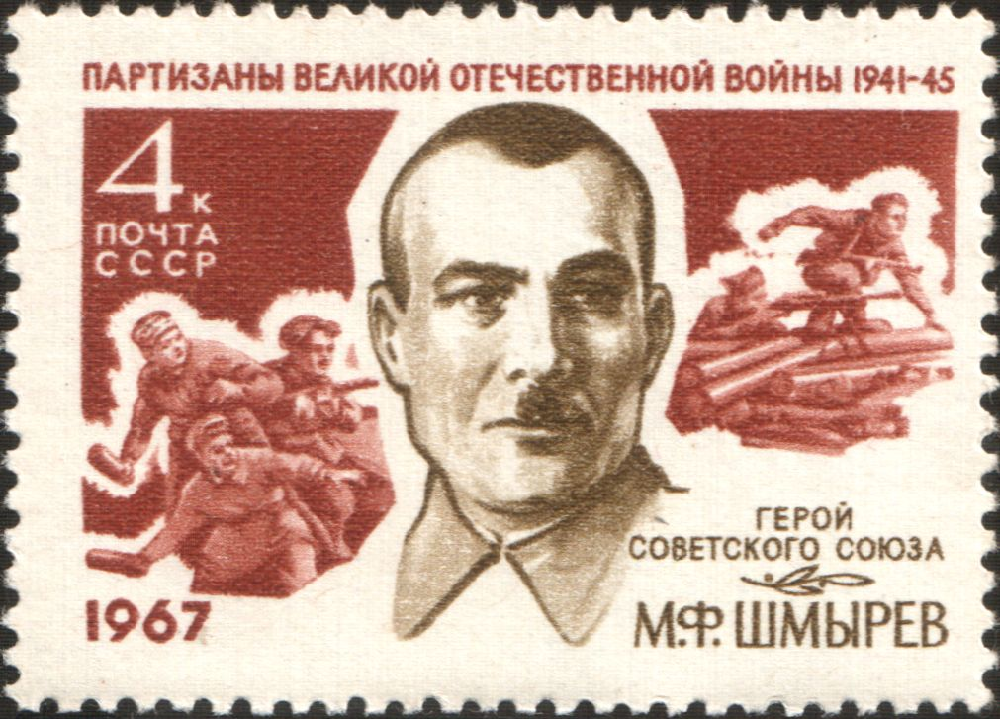 ПАРТИЗАНЫ ВЕЛИКОЙ ОТЕЧЕСТВЕННОЙ ВОЙНЫ 1941-45
4 к
ПОЧТА
СССР
ГЕРОЙ
СОВЕТСКОГО СОЮЗА
М.Ф. ШМЫРЕВ
1967